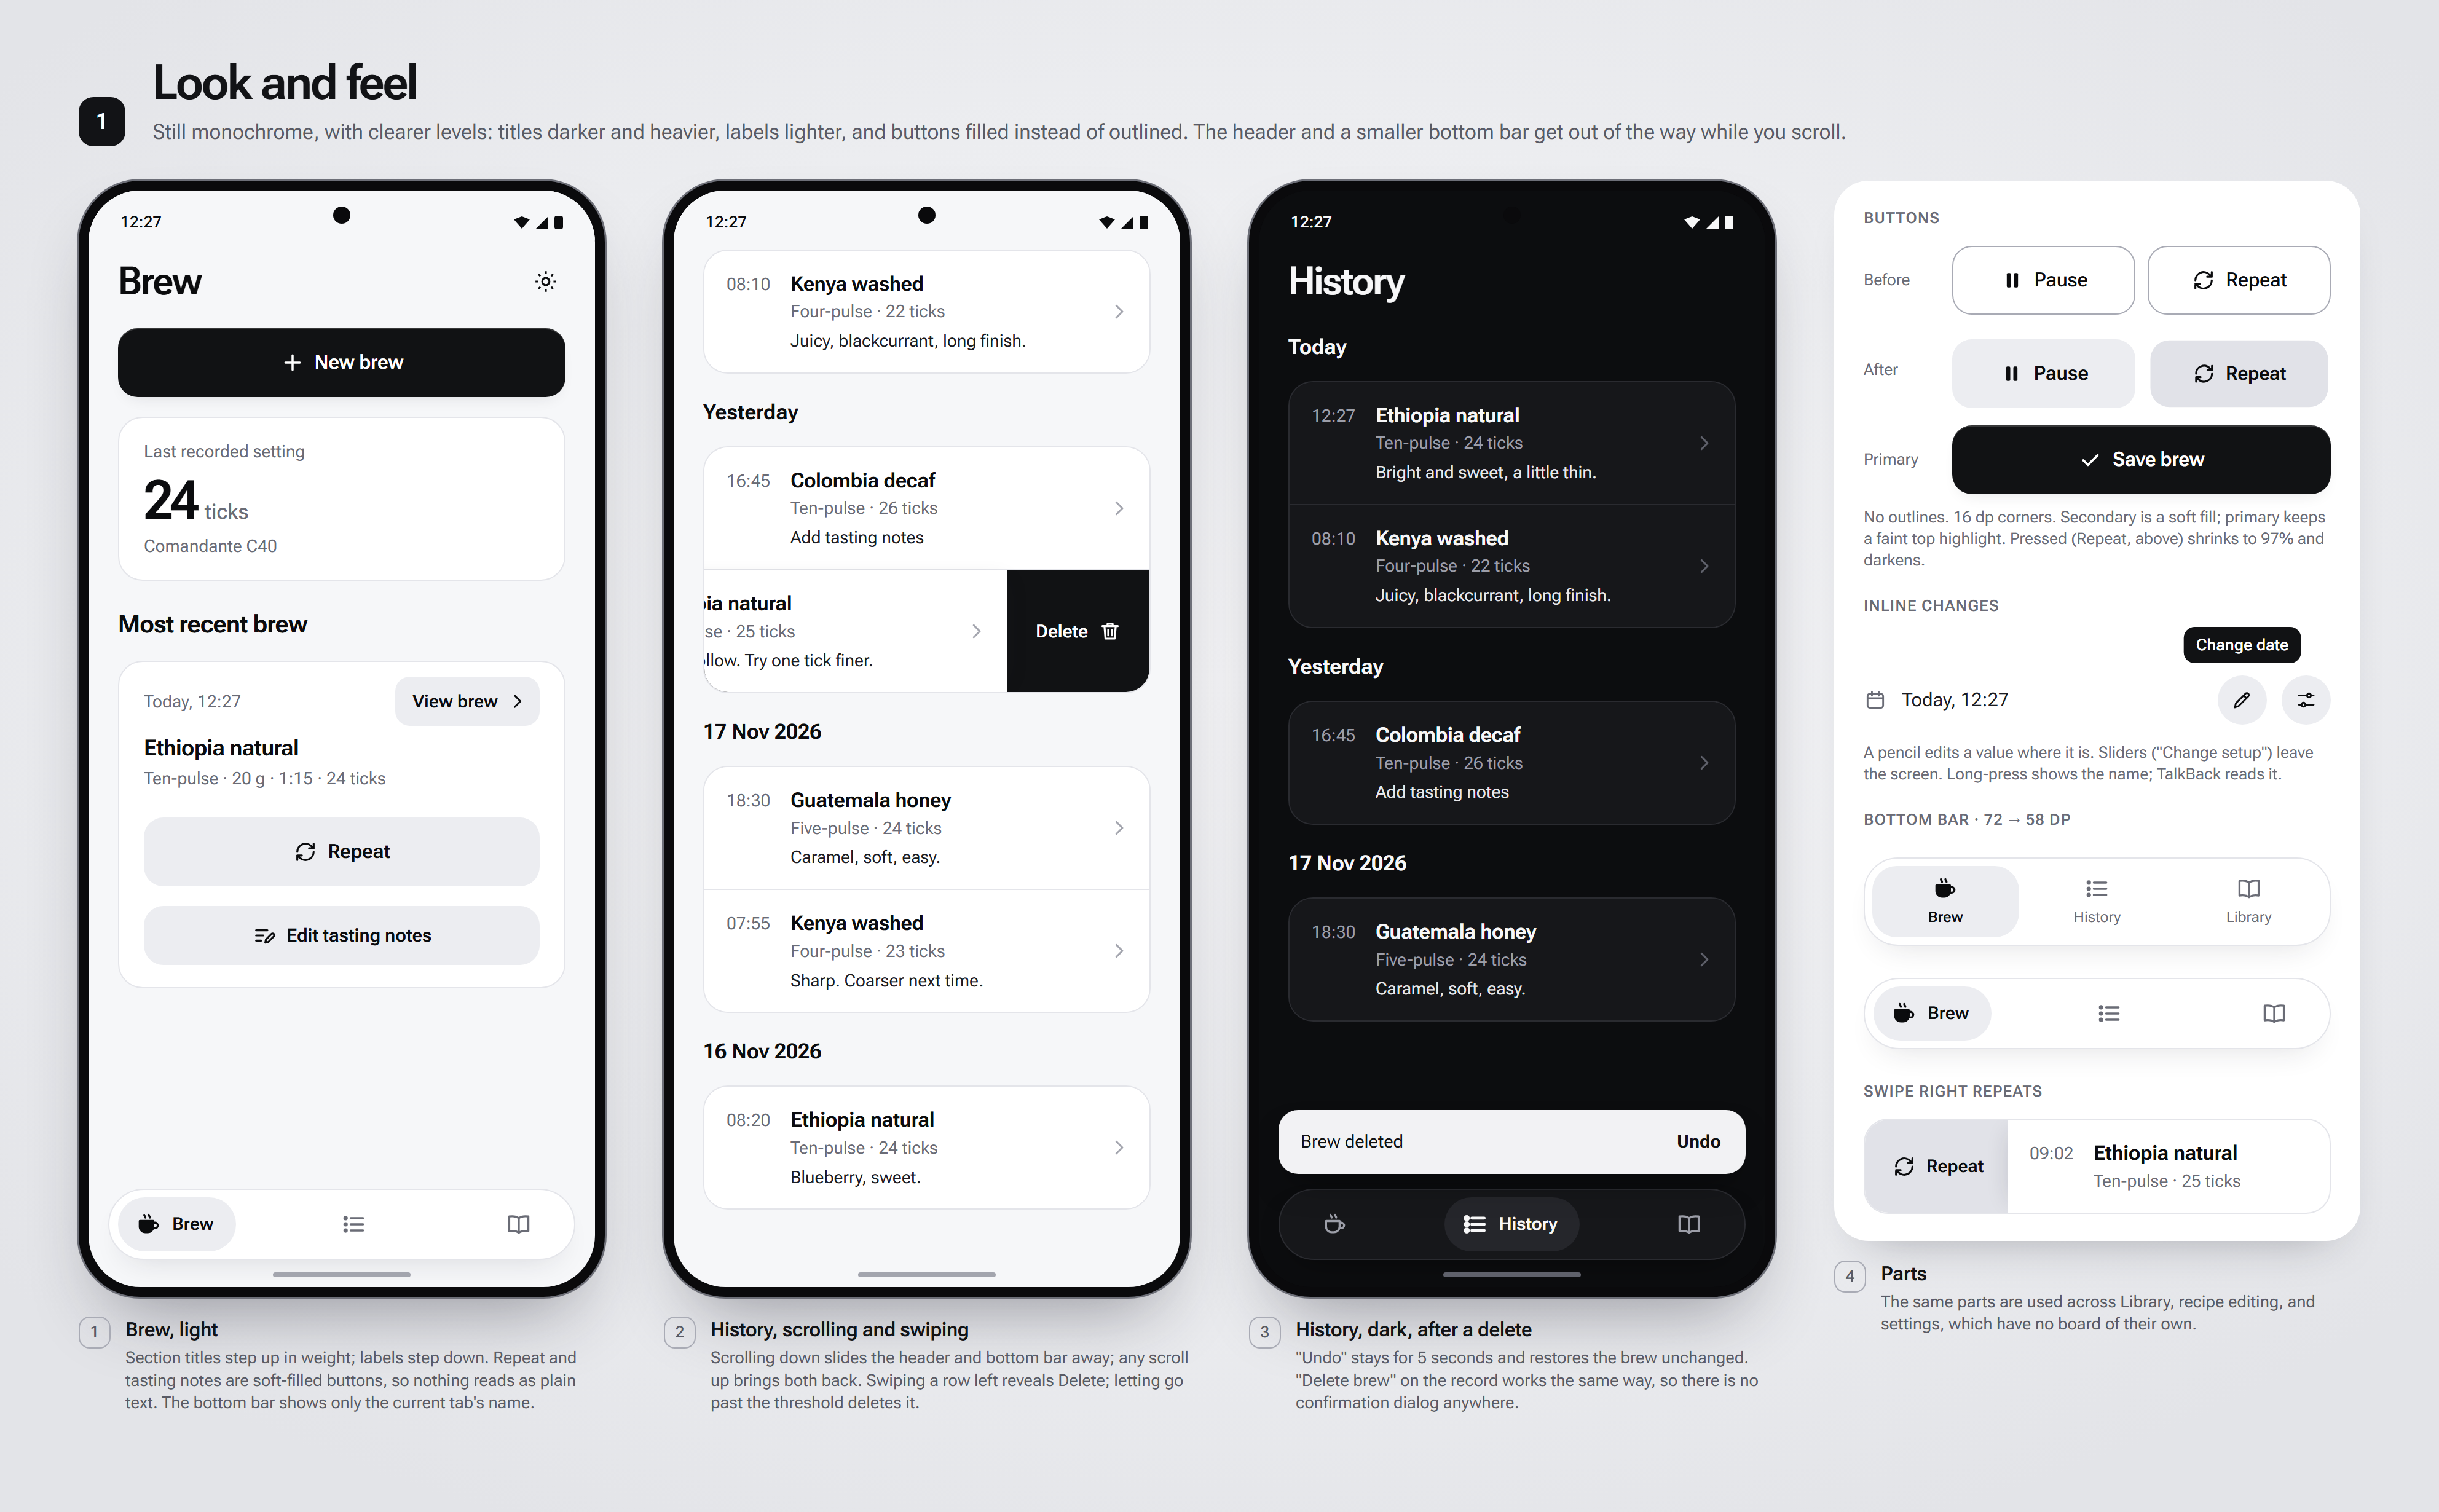 1
Look and feel
Still monochrome, with clearer levels: titles darker and heavier, labels lighter, and buttons filled instead of outlined. The header and a smaller bottom bar get out of the way while you scroll.
12:27
Brew
New brew
Last recorded setting
24 ticks
Comandante C40
Most recent brew
Today, 12:27
View brew
Ethiopia natural
Ten-pulse · 20 g · 1:15 · 24 ticks
Repeat
Edit tasting notes
Brew
1
Brew, light
Section titles step up in weight; labels step down. Repeat and
tasting notes are soft-filled buttons, so nothing reads as plain
text. The bottom bar shows only the current tab's name.
12:27
08:10 Kenya washed
Four-pulse · 22 ticks
Juicy, blackcurrant, long finish.
Yesterday
16:45 Colombia decaf
Ten-pulse · 26 ticks
Add tasting notes
ia natural
se · 25 ticks
llow. Try one tick finer.
Delete
17 Nov 2026
18:30 Guatemala honey
Five-pulse · 24 ticks
Caramel, soft, easy.
07:55 Kenya washed
Four-pulse · 23 ticks
Sharp. Coarser next time.
16 Nov 2026
08:20 Ethiopia natural
Ten-pulse · 24 ticks
Blueberry, sweet.
2
History, scrolling and swiping
Scrolling down slides the header and bottom bar away; any scroll
up brings both back. Swiping a row left reveals Delete; letting go
past the threshold deletes it.
12:27
History
Today
12:27 Ethiopia natural
Ten-pulse · 24 ticks
Bright and sweet, a little thin.
08:10 Kenya washed
Four-pulse · 22 ticks
Juicy, blackcurrant, long finish.
Yesterday
16:45 Colombia decaf
Ten-pulse · 26 ticks
Add tasting notes
17 Nov 2026
18:30 Guatemala honey
Five-pulse · 24 ticks
Caramel, soft, easy.
Brew deleted Undo
History
3
History, dark, after a delete
"Undo" stays for 5 seconds and restores the brew unchanged.
"Delete brew" on the record works the same way, so there is no
confirmation dialog anywhere.
BUTTONS
Before Pause Repeat
After Pause Repeat
Primary Save brew
No outlines. 16 dp corners. Secondary is a soft fill; primary keeps
a faint top highlight. Pressed (Repeat, above) shrinks to 97% and
darkens.
INLINE CHANGES
Change date
Today, 12:27
A pencil edits a value where it is. Sliders ("Change setup") leave
the screen. Long-press shows the name; TalkBack reads it.
BOTTOM BAR · 72 → 58 DP
Brew History Library
Brew
SWIPE RIGHT REPEATS
Repeat 09:02 Ethiopia natural
Ten-pulse · 25 ticks
4
Parts
The same parts are used across Library, recipe editing, and
settings, which have no board of their own.